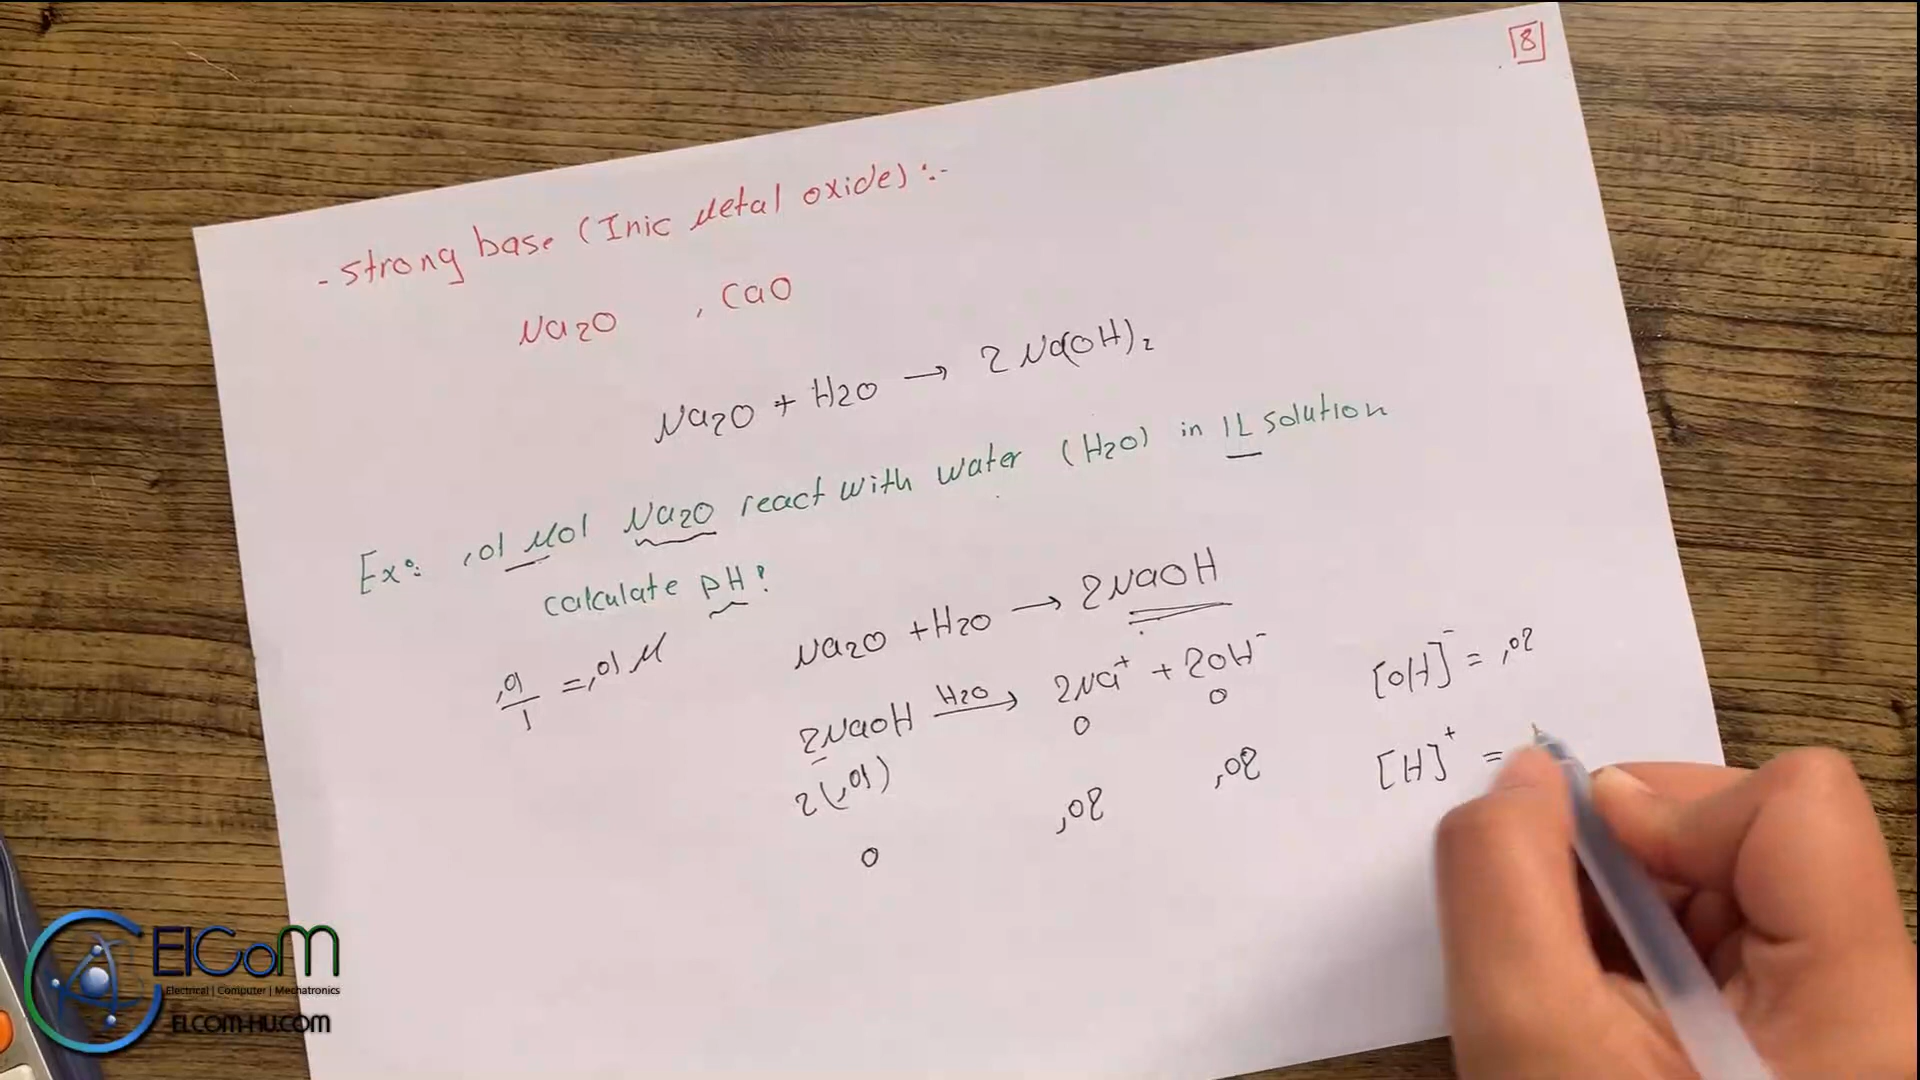 8
- strong base (Inic Metal oxide) :-
Na2O , CaO
Na2O + H2O → 2 Na(OH)2
Ex: ,01 Mol Na2O react with water (H2O) in 1L solution
calculate pH?
,01/1 = ,01 M
Na2O + H2O → 2NaOH
2NaOH H2O→ 2Na+ + 2OH-
0 0
2(,01)
0 ,02 ,02
[OH]- = ,02
[H]+ =
ElCoM
Electrical | Computer | Mechatronics
ELCOM-HU.COM